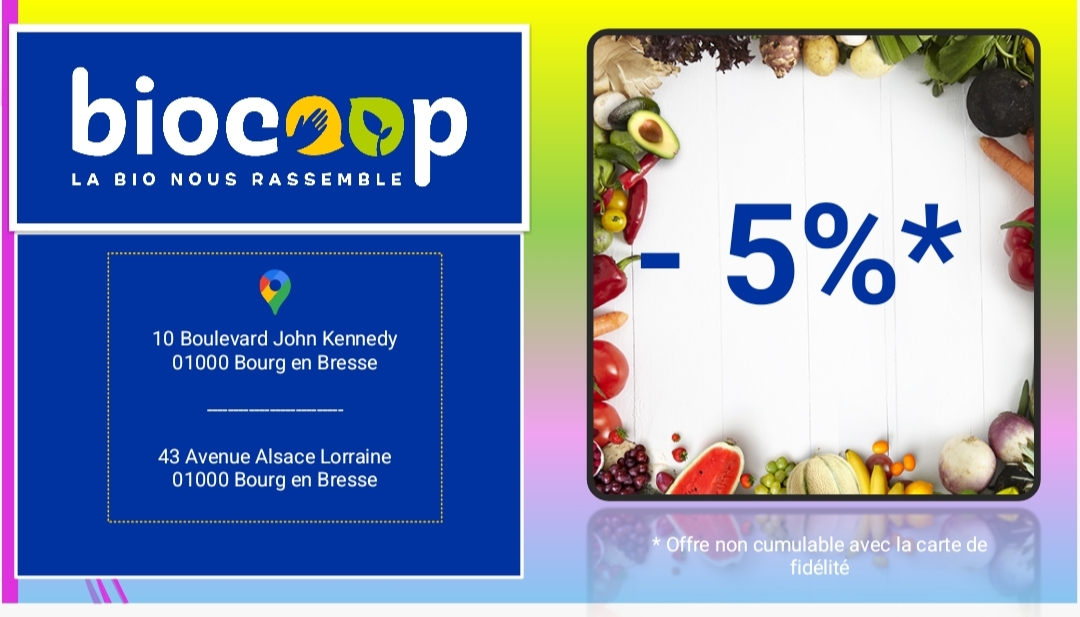 biocoop
LA BIO NOUS RASSEMBLE
10 Boulevard John Kennedy
01000 Bourg en Bresse
43 Avenue Alsace Lorraine
01000 Bourg en Bresse
- 5%*
* Offre non cumulable avec la carte de
fidélité